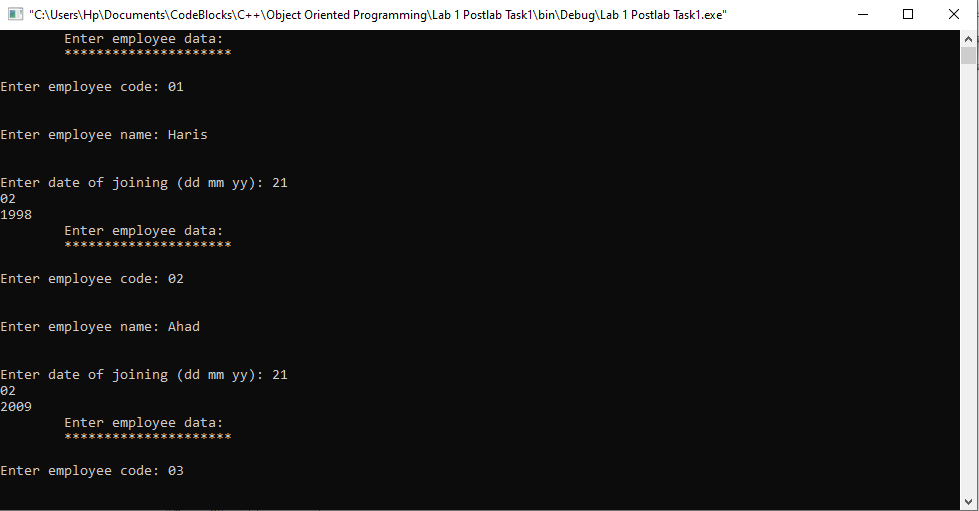 "C:\Users\Hp\Documents\CodeBlocks\C++\Object Oriented Programming\Lab 1 Postlab Task1\bin\Debug\Lab 1 Postlab Task1.exe"
Enter employee data:
*********************
Enter employee code: 01
Enter employee name: Haris
Enter date of joining (dd mm yy): 21
02
1998
Enter employee data:
*********************
Enter employee code: 02
Enter employee name: Ahad
Enter date of joining (dd mm yy): 21
02
2009
Enter employee data:
*********************
Enter employee code: 03